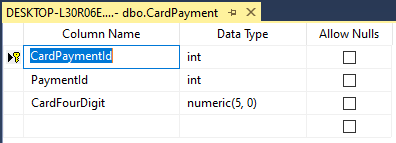 DESKTOP-L30R06E....- dbo.CardPayment
Column Name Data Type Allow Nulls
CardPaymentId int
PaymentId int
CardFourDigit numeric(5, 0)